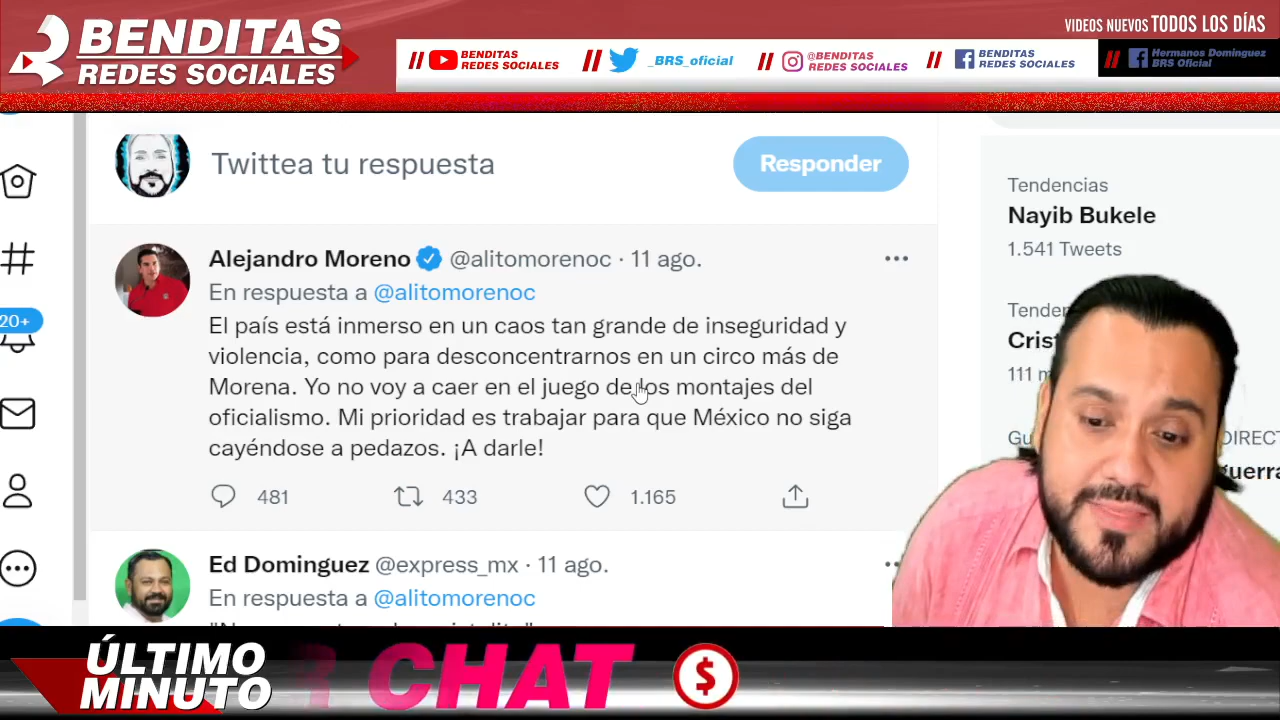 BENDITAS
REDES SOCIALES
VIDEOS NUEVOS TODOS LOS DÍAS
BENDITAS
REDES SOCIALES
_BRS_oficial
@BENDITAS
REDES SOCIALES
BENDITAS
REDES SOCIALES
Hermanos Dominguez
BRS Oficial
Twittea tu respuesta
Responder
Tendencias
Nayib Bukele
1.541 Tweets
20+
Alejandro Moreno @alitomorenoc · 11 ago.
En respuesta a @alitomorenoc
El país está inmerso en un caos tan grande de inseguridad y
violencia, como para desconcentrarnos en un circo más de
Morena. Yo no voy a caer en el juego de los montajes del
oficialismo. Mi prioridad es trabajar para que México no siga
cayéndose a pedazos. ¡A darle!
481 433 1.165
111 m
Ed Dominguez @express_mx · 11 ago.
En respuesta a @alitomorenoc
ÚLTIMO
MINUTO
R CHAT
$